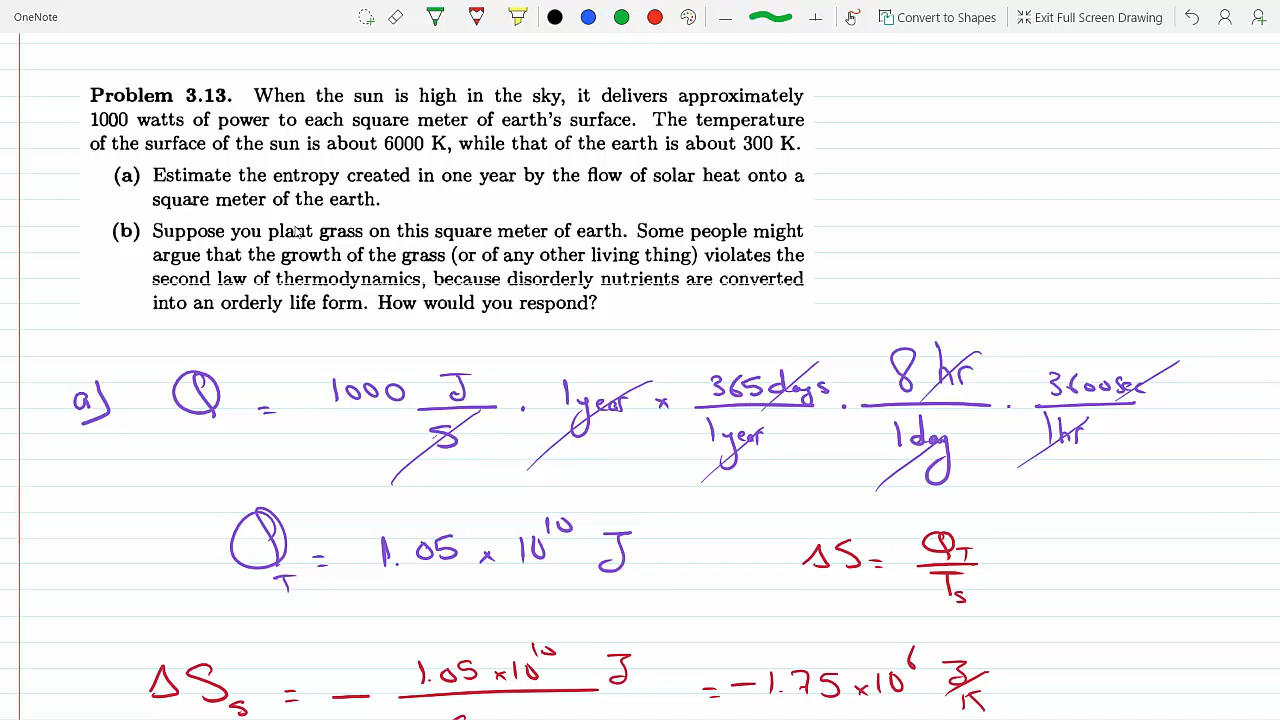 OneNote
Convert to Shapes
Exit Full Screen Drawing
Problem 3.13. When the sun is high in the sky, it delivers approximately
1000 watts of power to each square meter of earth's surface. The temperature
of the surface of the sun is about 6000 K, while that of the earth is about 300 K.
(a) Estimate the entropy created in one year by the flow of solar heat onto a
square meter of the earth.
(b) Suppose you plant grass on this square meter of earth. Some people might
argue that the growth of the grass (or of any other living thing) violates the
second law of thermodynamics, because disorderly nutrients are converted
into an orderly life form. How would you respond?
a) Q = 1000 J/s · 1 year × 365 days/1 year · 8 hr/1 day · 3600 sec/1 hr
Q_T = 1.05 × 10^10 J
ΔS = Q_T/T_s
ΔS_s = - 1.05 × 10^10 J = -1.75 × 10^6 J/K